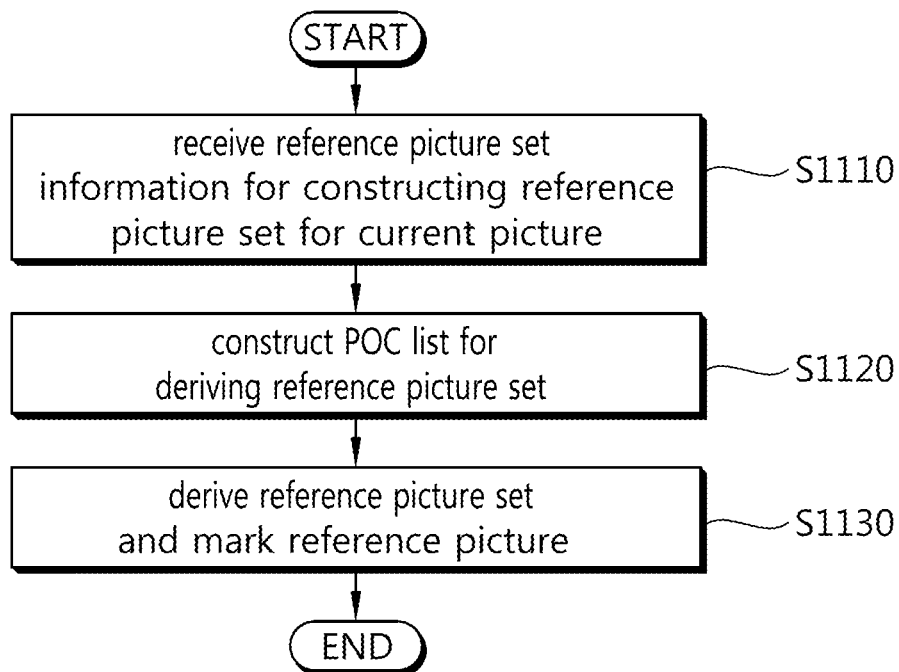 START
receive reference picture set
information for constructing reference
picture set for current picture
S1110
construct POC list for
deriving reference picture set
S1120
derive reference picture set
and mark reference picture
S1130
END